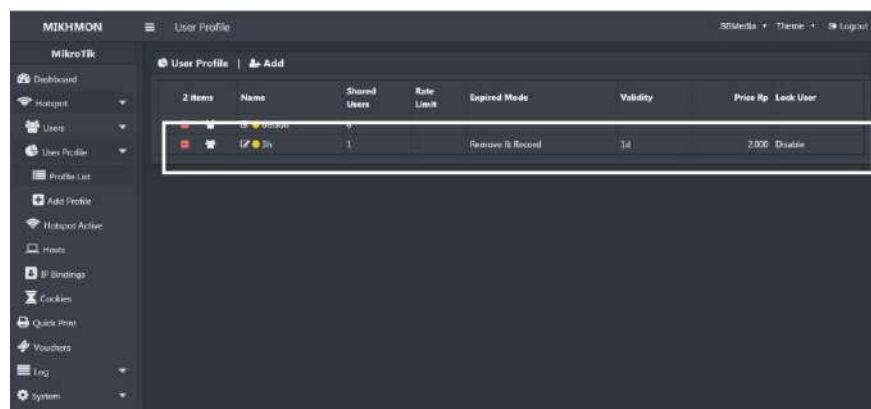 MIKHMON
User Profile
SBMedia
Theme
Logout
MikroTik
User Profile | Add
Dashboard
Hotspot
Users
User Profile
Profile List
Add Profile
Hotspot Active
Hosts
IP Bindings
Cookies
Quick Print
Vouchers
Log
System
2 items Name Shared Users Rate Limit Expired Mode Validity Price Rp Lock User
default
3h 1 Remove & Record 1d 2.000 Disable